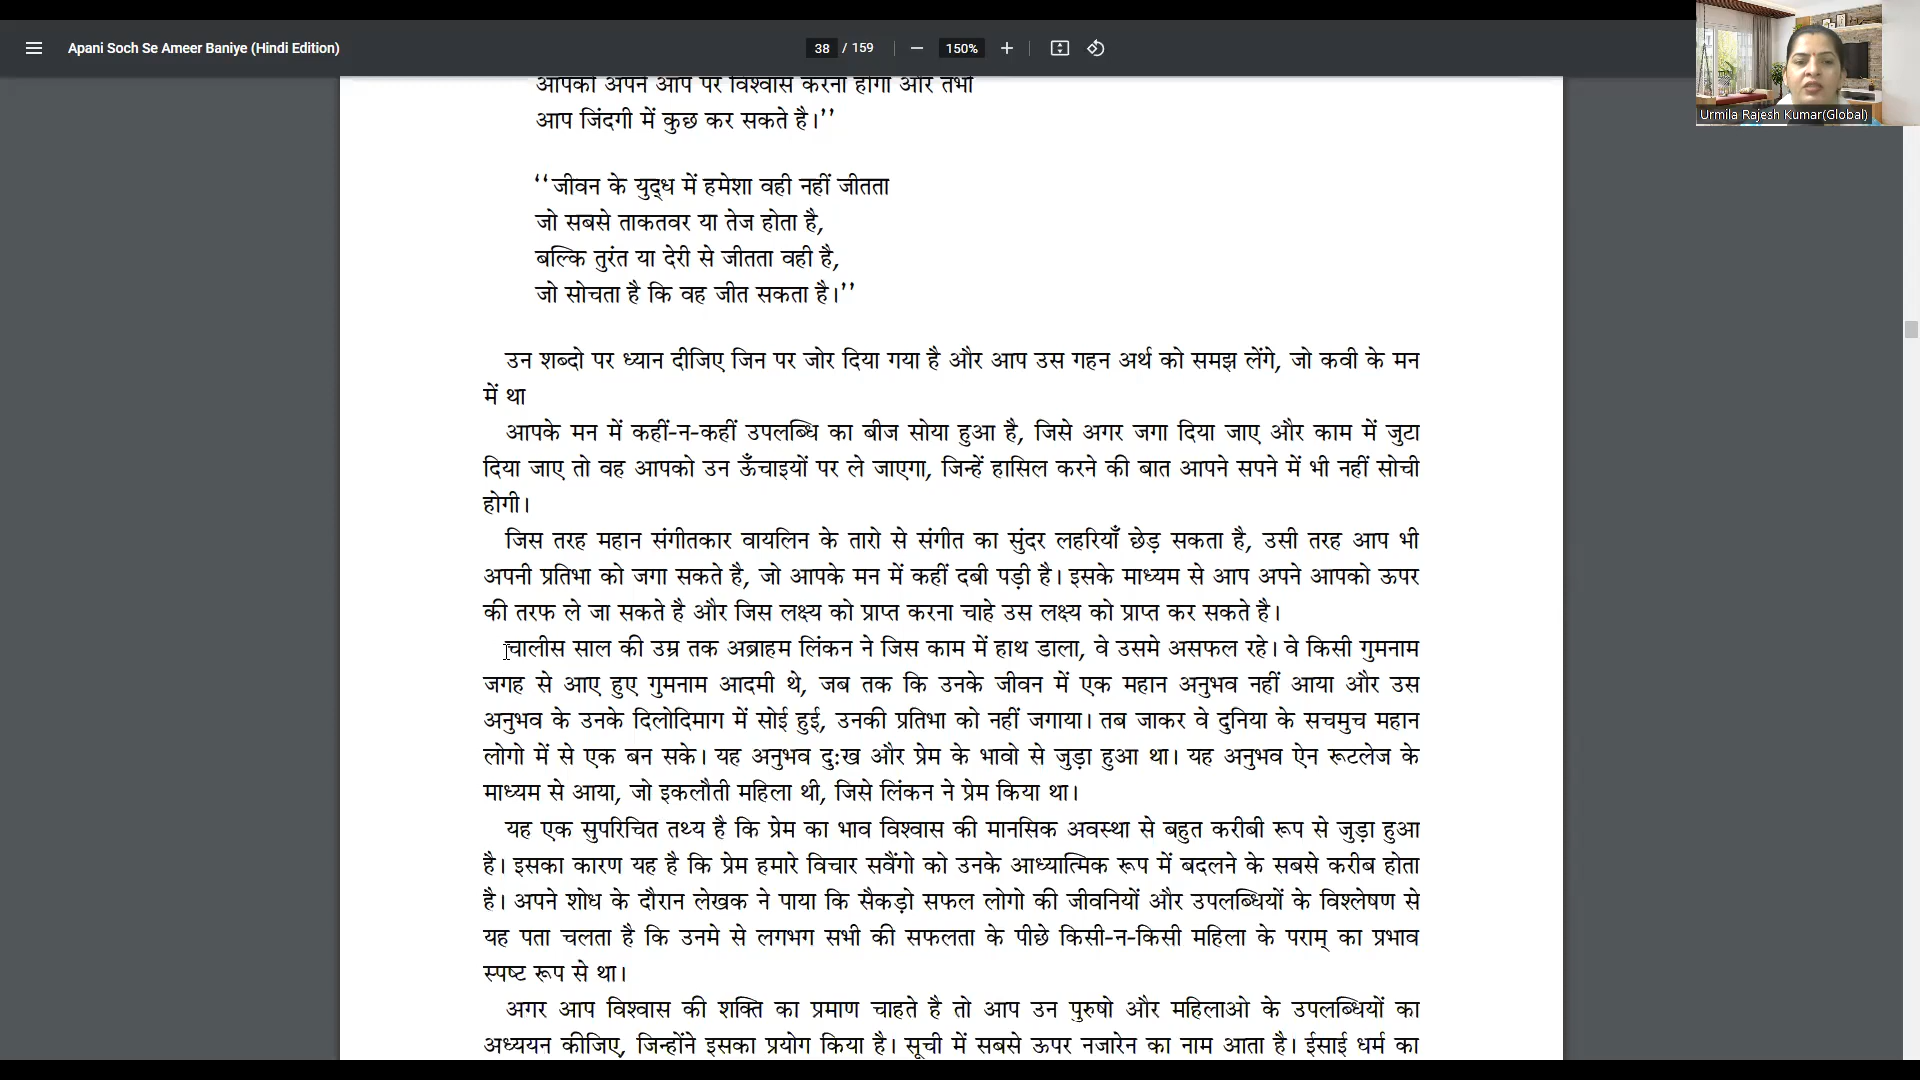 Apani Soch Se Ameer Baniye (Hindi Edition)
38 / 159
150%
Urmila Rajesh Kumar(Global)
आपको अपने आप पर विश्वास करना होगा और तभी
आप जिंदगी में कुछ कर सकते है।’’
‘‘जीवन के युद्ध में हमेशा वही नहीं जीतता
जो सबसे ताकतवर या तेज होता है,
बल्कि तुरंत या देरी से जीतता वही है,
जो सोचता है कि वह जीत सकता है।’’
उन शब्दो पर ध्यान दीजिए जिन पर जोर दिया गया है और आप उस गहन अर्थ को समझ लेंगे, जो कवी के मन
में था
आपके मन में कहीं-न-कहीं उपलब्धि का बीज सोया हुआ है, जिसे अगर जगा दिया जाए और काम में जुटा
दिया जाए तो वह आपको उन ऊँचाइयों पर ले जाएगा, जिन्हें हासिल करने की बात आपने सपने में भी नहीं सोची
होगी।
जिस तरह महान संगीतकार वायलिन के तारो से संगीत का सुंदर लहरियाँ छेड़ सकता है, उसी तरह आप भी
अपनी प्रतिभा को जगा सकते है, जो आपके मन में कहीं दबी पड़ी है। इसके माध्यम से आप अपने आपको ऊपर
की तरफ ले जा सकते है और जिस लक्ष्य को प्राप्त करना चाहे उस लक्ष्य को प्राप्त कर सकते है।
चालीस साल की उम्र तक अब्राहम लिंकन ने जिस काम में हाथ डाला, वे उसमे असफल रहे। वे किसी गुमनाम
जगह से आए हुए गुमनाम आदमी थे, जब तक कि उनके जीवन में एक महान अनुभव नहीं आया और उस
अनुभव के उनके दिलोदिमाग में सोई हुई, उनकी प्रतिभा को नहीं जगाया। तब जाकर वे दुनिया के सचमुच महान
लोगो में से एक बन सके। यह अनुभव दुःख और प्रेम के भावो से जुड़ा हुआ था। यह अनुभव ऐन रूटलेज के
माध्यम से आया, जो इकलौती महिला थी, जिसे लिंकन ने प्रेम किया था।
यह एक सुपरिचित तथ्य है कि प्रेम का भाव विश्वास की मानसिक अवस्था से बहुत करीबी रूप से जुड़ा हुआ
है। इसका कारण यह है कि प्रेम हमारे विचार सवैंगो को उनके आध्यात्मिक रूप में बदलने के सबसे करीब होता
है। अपने शोध के दौरान लेखक ने पाया कि सैकड़ो सफल लोगो की जीवनियों और उपलब्धियों के विश्लेषण से
यह पता चलता है कि उनमे से लगभग सभी की सफलता के पीछे किसी-न-किसी महिला के पराम् का प्रभाव
स्पष्ट रूप से था।
अगर आप विश्वास की शक्ति का प्रमाण चाहते है तो आप उन पुरुषो और महिलाओ के उपलब्धियों का
अध्ययन कीजिए, जिन्होंने इसका प्रयोग किया है। सूची में सबसे ऊपर नजारेन का नाम आता है। ईसाई धर्म का